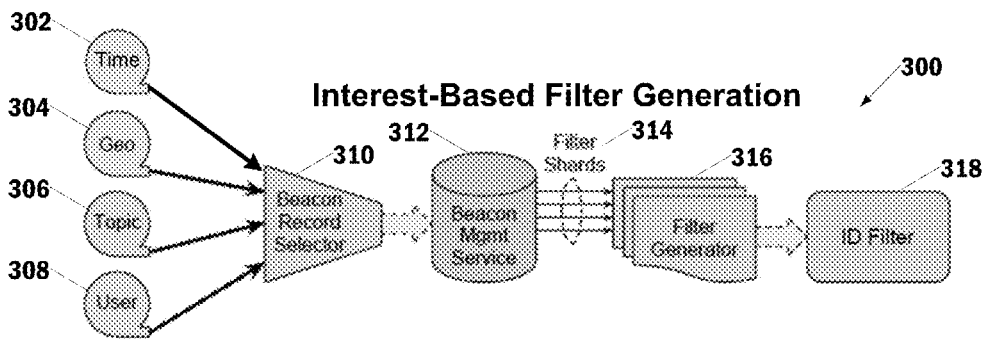 302
Time
304
Geo
306
Topic
308
User
Interest-Based Filter Generation
300
310
Beacon
Record
Selector
312
Beacon
Mgmt
Service
314
Filter
Shards
316
Filter
Generator
318
ID Filter